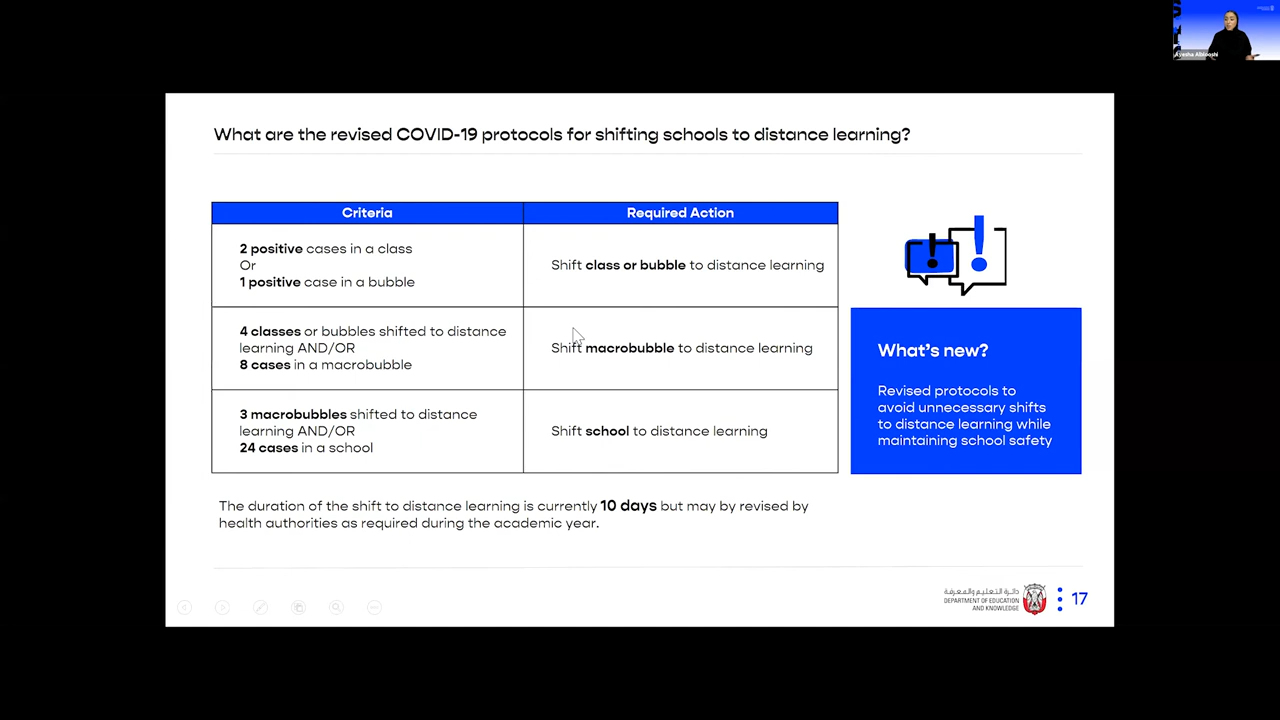 Ayesha Alblooshi
What are the revised COVID-19 protocols for shifting schools to distance learning?
Criteria
Required Action
2 positive cases in a class
Or
1 positive case in a bubble
Shift class or bubble to distance learning
4 classes or bubbles shifted to distance
learning AND/OR
8 cases in a macrobubble
Shift macrobubble to distance learning
3 macrobubbles shifted to distance
learning AND/OR
24 cases in a school
Shift school to distance learning
What's new?
Revised protocols to
avoid unnecessary shifts
to distance learning while
maintaining school safety
The duration of the shift to distance learning is currently 10 days but may by revised by
health authorities as required during the academic year.
دائرة التعليم والمعرفة
DEPARTMENT OF EDUCATION
AND KNOWLEDGE
17